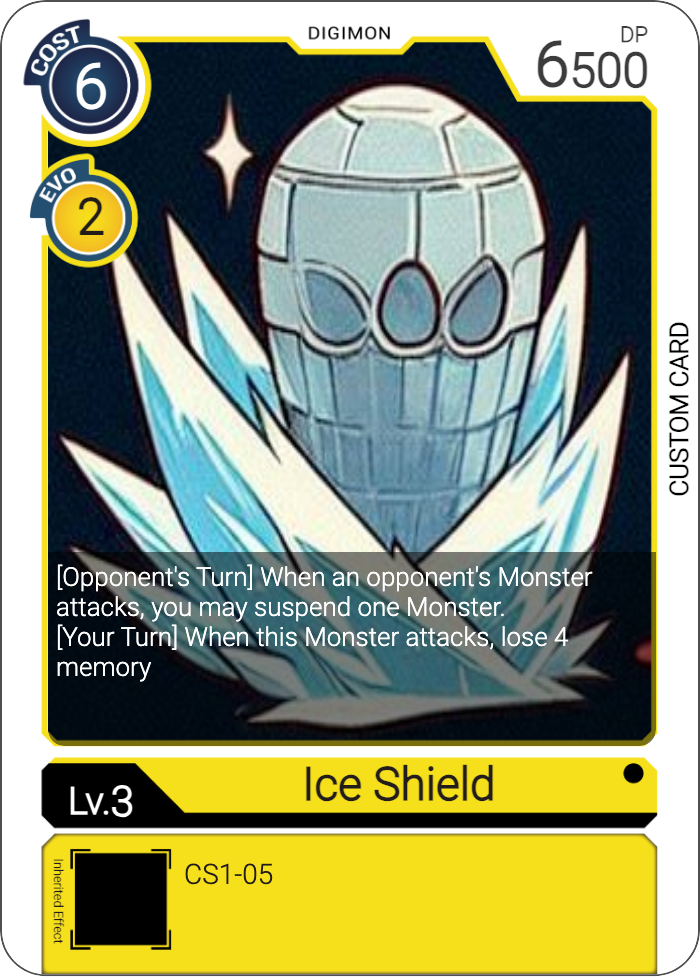 DIGIMON
COST
6
DP
6500
EVO
2
CUSTOM CARD
[Opponent's Turn] When an opponent's Monster
attacks, you may suspend one Monster.
[Your Turn] When this Monster attacks, lose 4
memory
Lv.3
Ice Shield
Inherited Effect
CS1-05